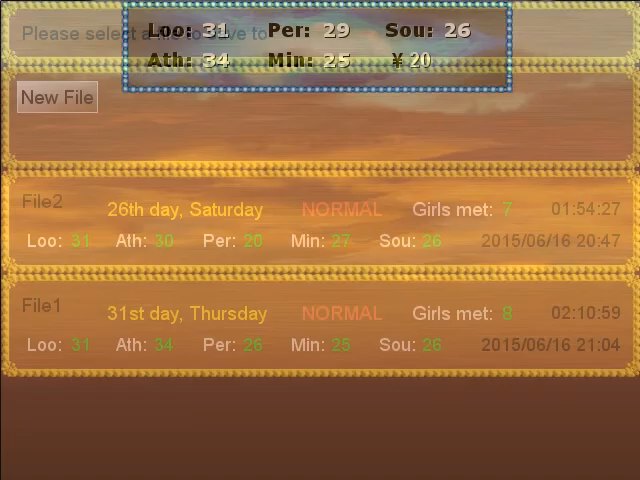 Please select a file to save to
Loo: 31 Per: 29 Sou: 26
Ath: 34 Min: 25 ¥ 20
New File
File2
26th day, Saturday NORMAL Girls met: 7 01:54:27
Loo: 31 Ath: 30 Per: 20 Min: 27 Sou: 26 2015/06/16 20:47
File1
31st day, Thursday NORMAL Girls met: 8 02:10:59
Loo: 31 Ath: 34 Per: 26 Min: 25 Sou: 26 2015/06/16 21:04